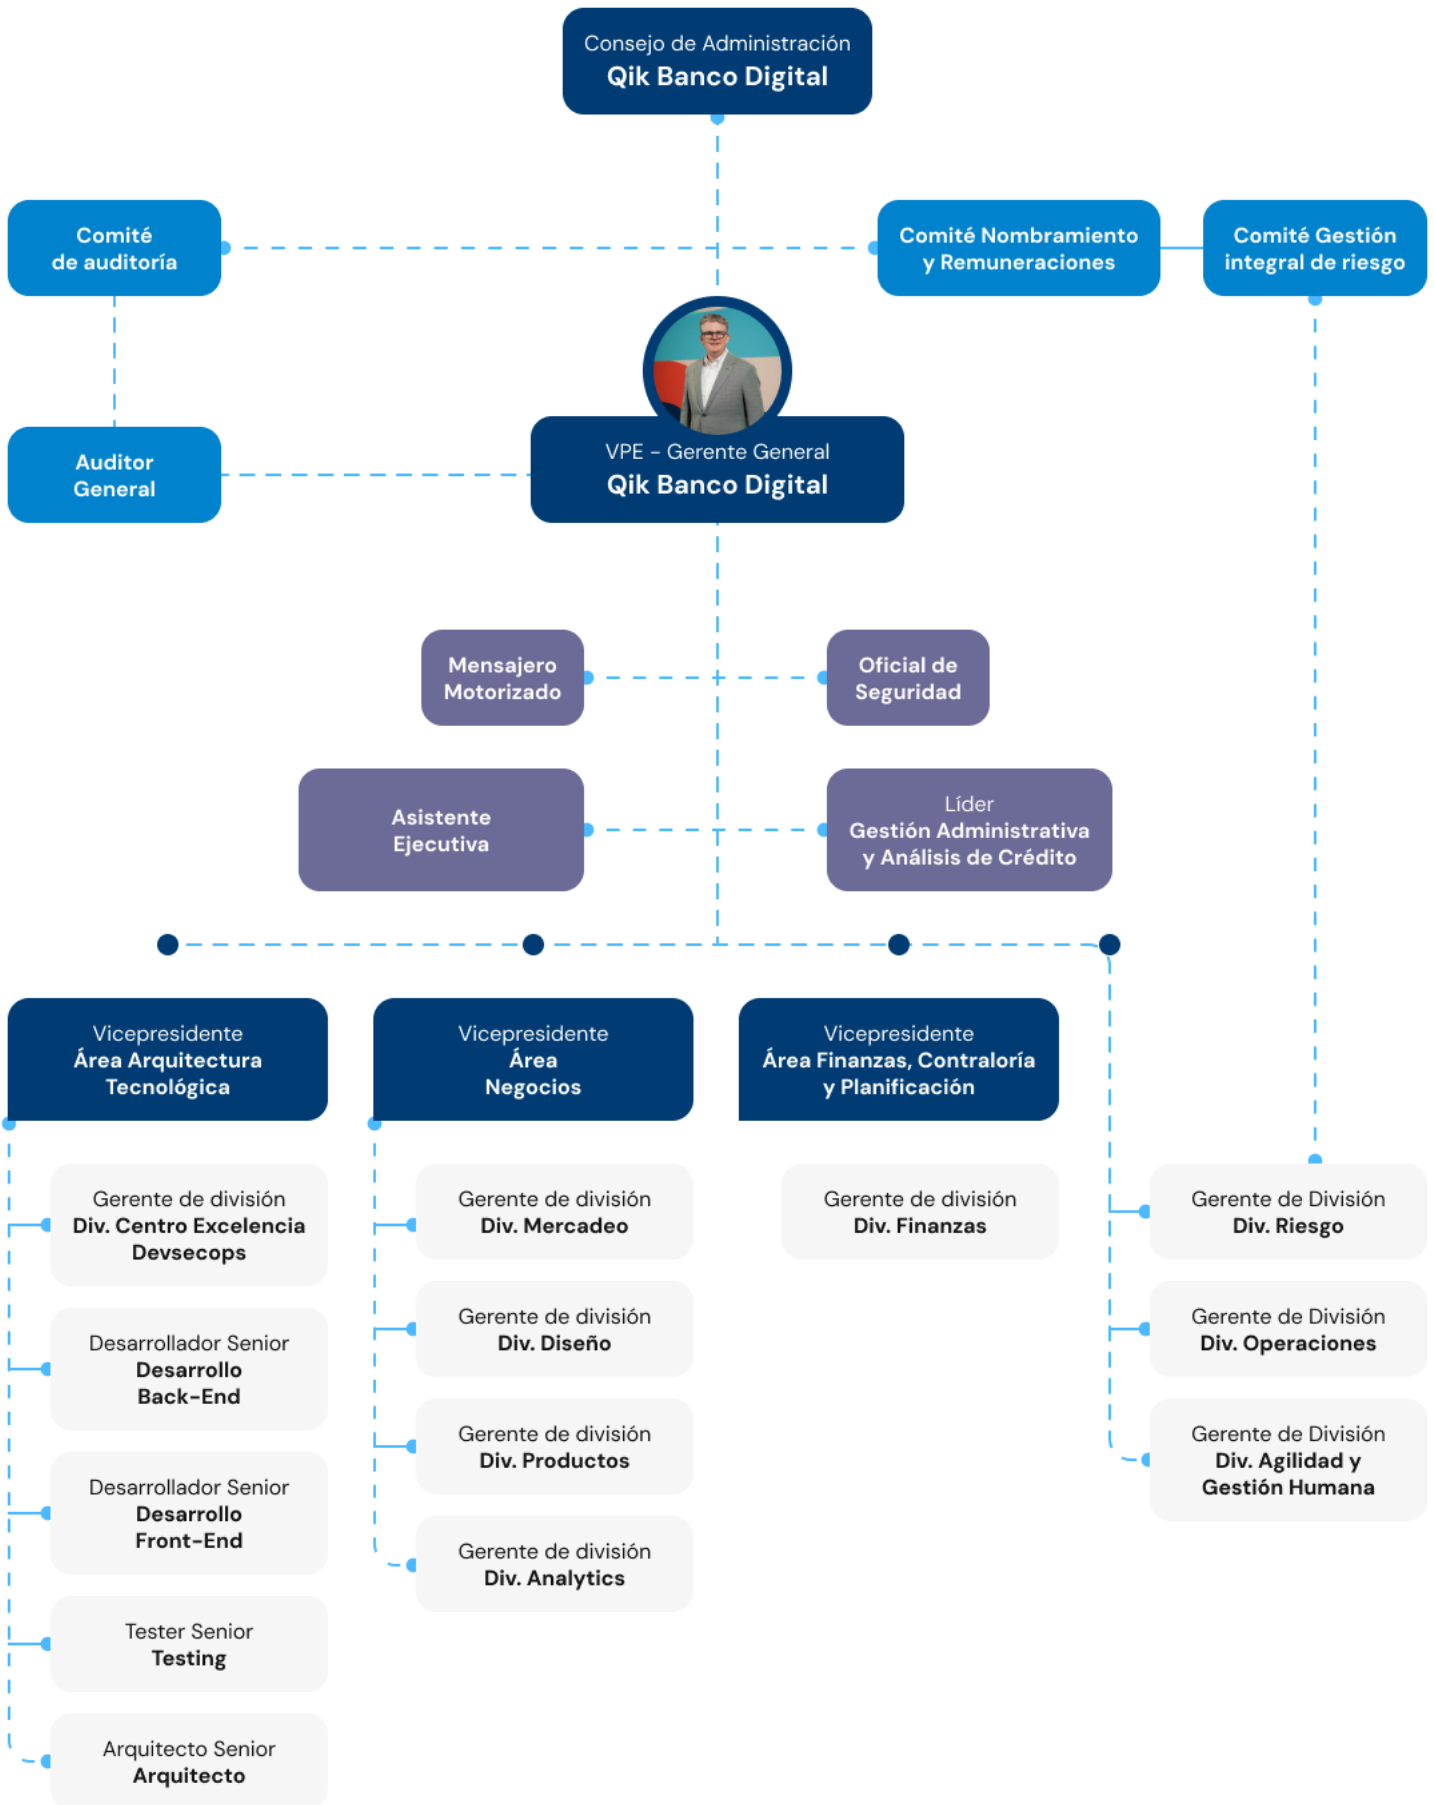 Consejo de Administración
Qik Banco Digital
Comité
de auditoría
Comité Nombramiento
y Remuneraciones
Comité Gestión
integral de riesgo
Auditor
General
VPE - Gerente General
Qik Banco Digital
Mensajero
Motorizado
Oficial de
Seguridad
Asistente
Ejecutiva
Líder
Gestión Administrativa
y Análisis de Crédito
Vicepresidente
Área Arquitectura
Tecnológica
Gerente de división
Div. Centro Excelencia
Devsecops
Desarrollador Senior
Desarrollo
Back-End
Desarrollador Senior
Desarrollo
Front-End
Tester Senior
Testing
Arquitecto Senior
Arquitecto
Vicepresidente
Área
Negocios
Gerente de división
Div. Mercadeo
Gerente de división
Div. Diseño
Gerente de división
Div. Productos
Gerente de división
Div. Analytics
Vicepresidente
Área Finanzas, Contraloría
y Planificación
Gerente de división
Div. Finanzas
Gerente de División
Div. Riesgo
Gerente de División
Div. Operaciones
Gerente de División
Div. Agilidad y
Gestión Humana